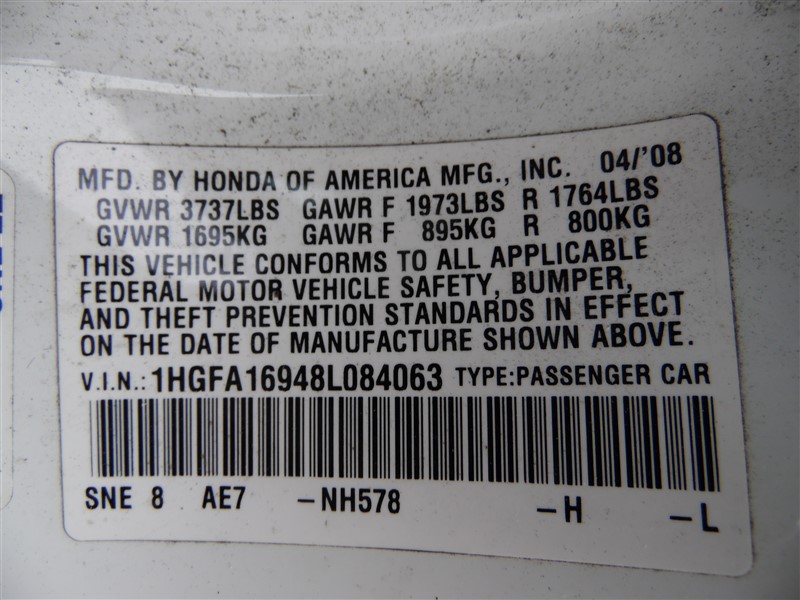 MFD. BY HONDA OF AMERICA MFG., INC. 04/'08
GVWR 3737LBS GAWR F 1973LBS R 1764LBS
GVWR 1695KG GAWR F 895KG R 800KG
THIS VEHICLE CONFORMS TO ALL APPLICABLE
FEDERAL MOTOR VEHICLE SAFETY, BUMPER,
AND THEFT PREVENTION STANDARDS IN EFFECT
ON THE DATE OF MANUFACTURE SHOWN ABOVE.
V.I.N.: 1HGFA16948L084063 TYPE:PASSENGER CAR
SNE 8 AE7 -NH578 -H -L